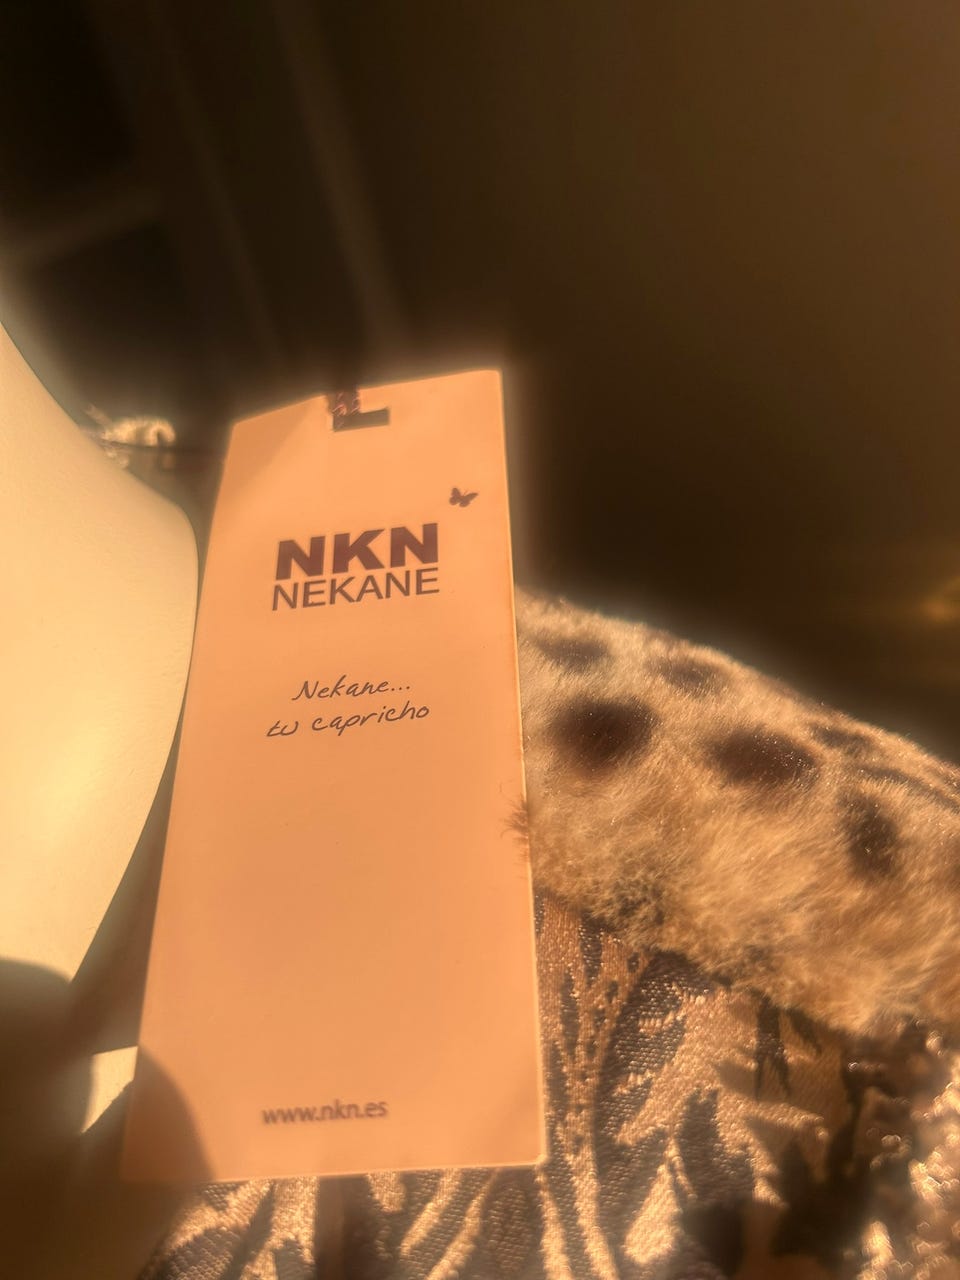 NKN
NEKANE
Nekane...
tu capricho
www.nkn.es